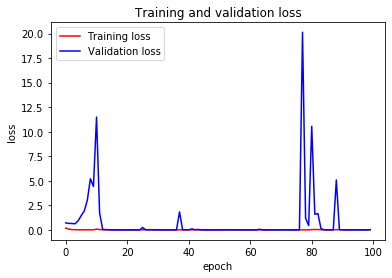 Training and validation loss
Training loss
Validation loss
loss
20.0
17.5
15.0
12.5
10.0
7.5
5.0
2.5
0.0
0 20 40 60 80 100
epoch